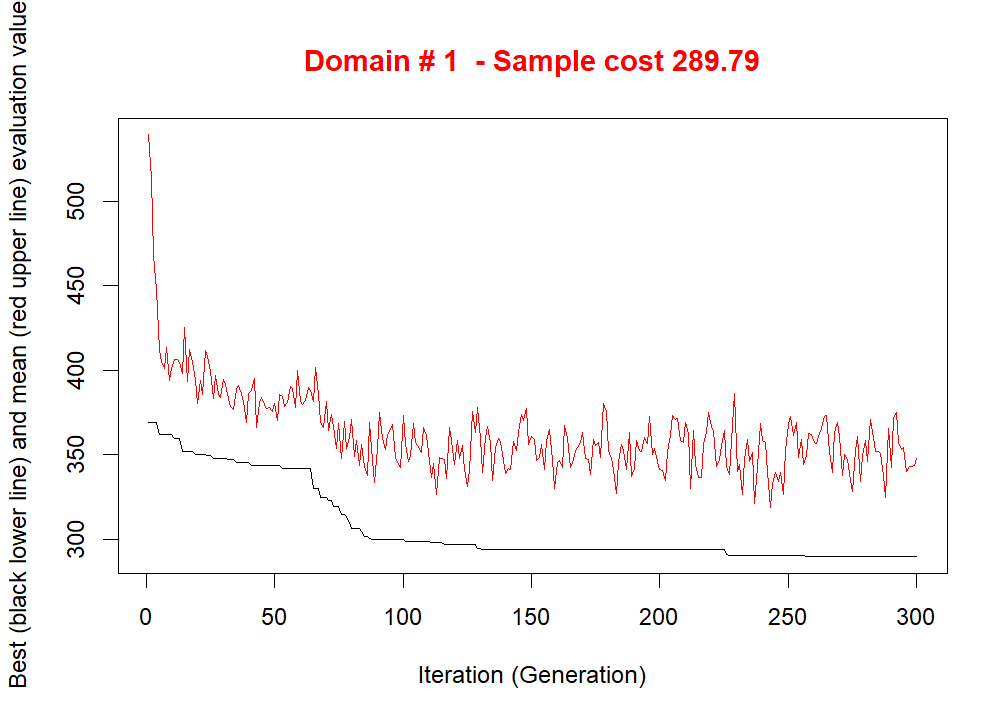 Domain # 1  - Sample cost 289.79
Best (black lower line) and mean (red upper line) evaluation value
500
450
400
350
300
0 50 100 150 200 250 300
Iteration (Generation)